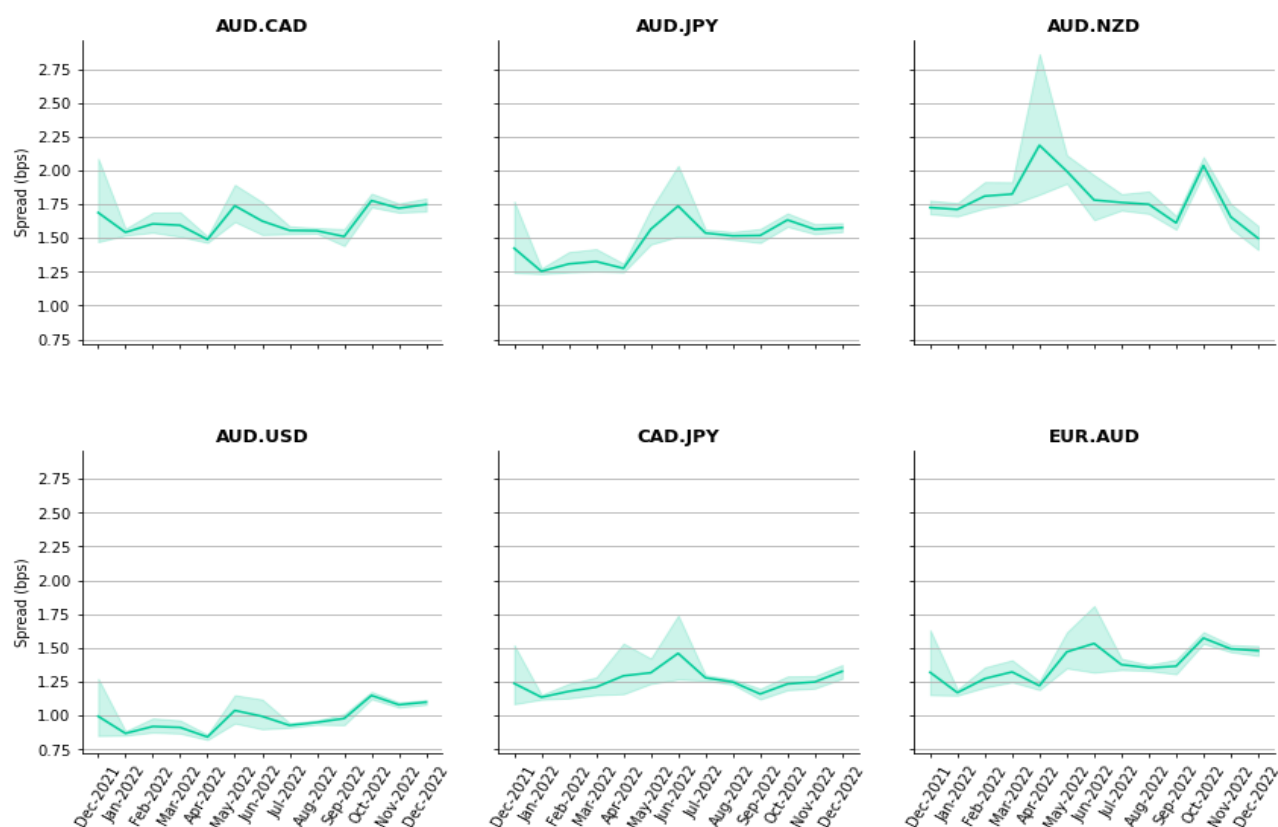 AUD.CAD
AUD.JPY
AUD.NZD
Spread (bps)
2.75
2.50
2.25
2.00
1.75
1.50
1.25
1.00
0.75
AUD.USD
CAD.JPY
EUR.AUD
Spread (bps)
2.75
2.50
2.25
2.00
1.75
1.50
1.25
1.00
0.75
Dec-2021
Jan-2022
Feb-2022
Mar-2022
Apr-2022
May-2022
Jun-2022
Jul-2022
Aug-2022
Sep-2022
Oct-2022
Nov-2022
Dec-2022
Dec-2021
Jan-2022
Feb-2022
Mar-2022
Apr-2022
May-2022
Jun-2022
Jul-2022
Aug-2022
Sep-2022
Oct-2022
Nov-2022
Dec-2022
Dec-2021
Jan-2022
Feb-2022
Mar-2022
Apr-2022
May-2022
Jun-2022
Jul-2022
Aug-2022
Sep-2022
Oct-2022
Nov-2022
Dec-2022